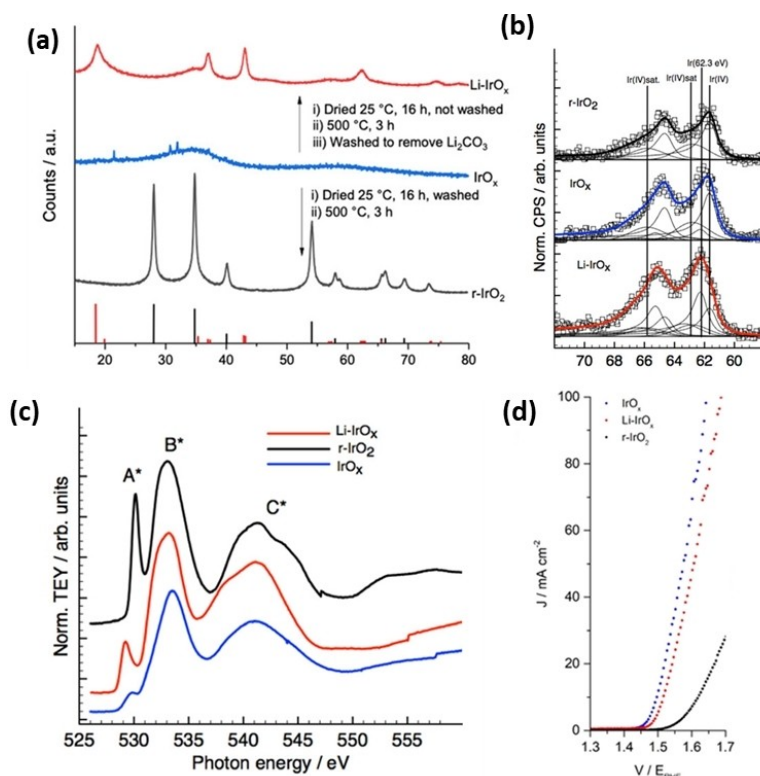 (a)
Counts / a.u.
Li-IrOₓ
i) Dried 25 °C, 16 h, not washed
ii) 500 °C, 3 h
iii) Washed to remove Li₂CO₃
IrOₓ
i) Dried 25 °C, 16 h, washed
ii) 500 °C, 3 h
r-IrO₂
20 30 40 50 60 70 80
(b)
Norm. CPS / arb. units
Ir(62.3 eV)
Ir(IV)sat. Ir(IV)sat Ir(IV)
r-IrO₂
IrOₓ
Li-IrOₓ
70 68 66 64 62 60 58
(c)
Norm. TEY / arb. units
A*
B*
C*
Li-IrOₓ
r-IrO₂
IrOₓ
525 530 535 540 545 550 555
Photon energy / eV
(d)
J / mA cm⁻²
IrOₓ
Li-IrOₓ
r-IrO₂
100
80
60
40
20
0
1.3 1.4 1.5 1.6 1.7
V / E